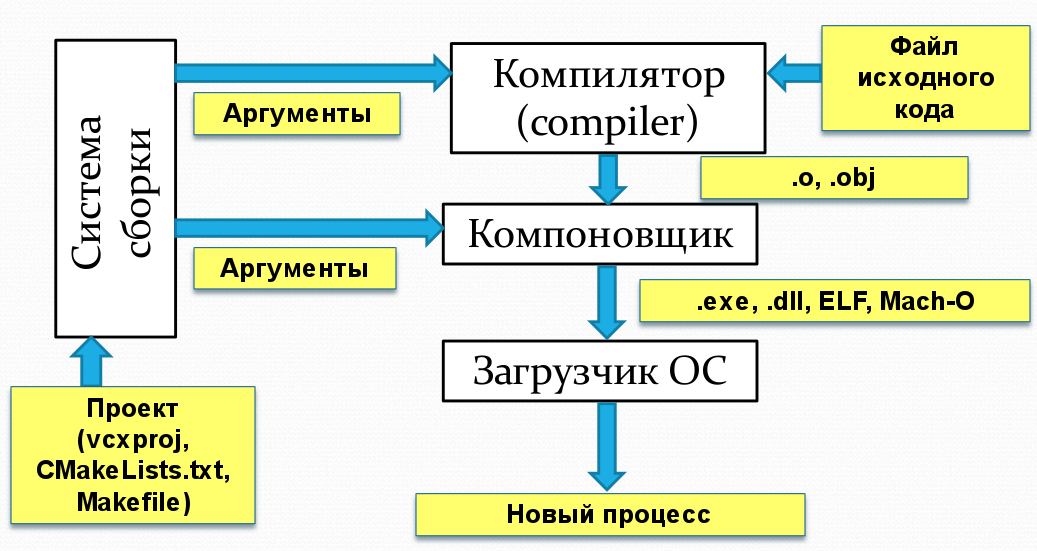 Система
сборки
Аргументы
Компилятор
(compiler)
Файл
исходного
кода
.o, .obj
Аргументы
Компоновщик
.exe, .dll, ELF, Mach-O
Загрузчик ОС
Проект
(vcxproj,
CMakeLists.txt,
Makefile)
Новый процесс